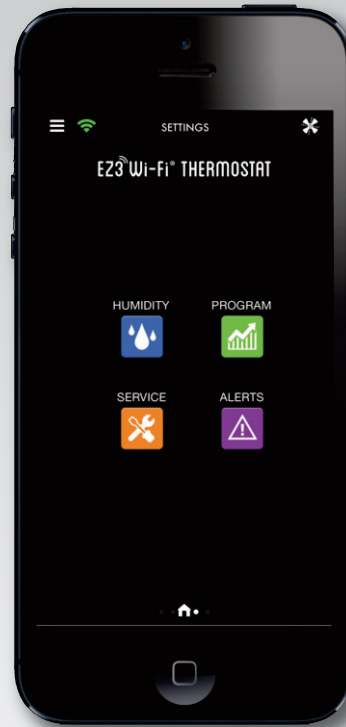 SETTINGS
EZ3 Wi-Fi® THERMOSTAT
HUMIDITY PROGRAM
SERVICE ALERTS